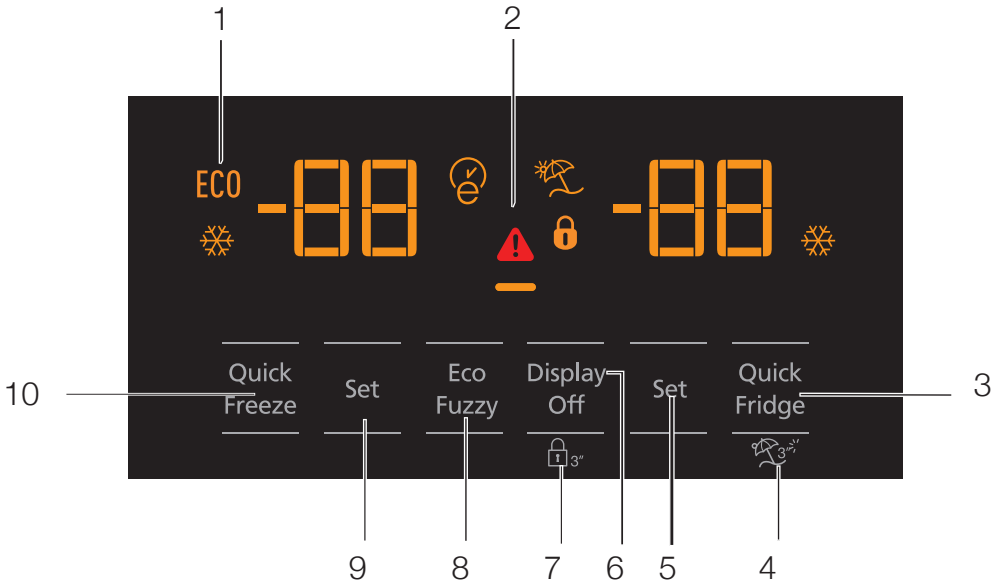 1
2
ECO
-88
-88
Quick Freeze
Set
Eco Fuzzy
Display Off
Set
Quick Fridge
10
3
3"
3"
9
8
7
6
5
4